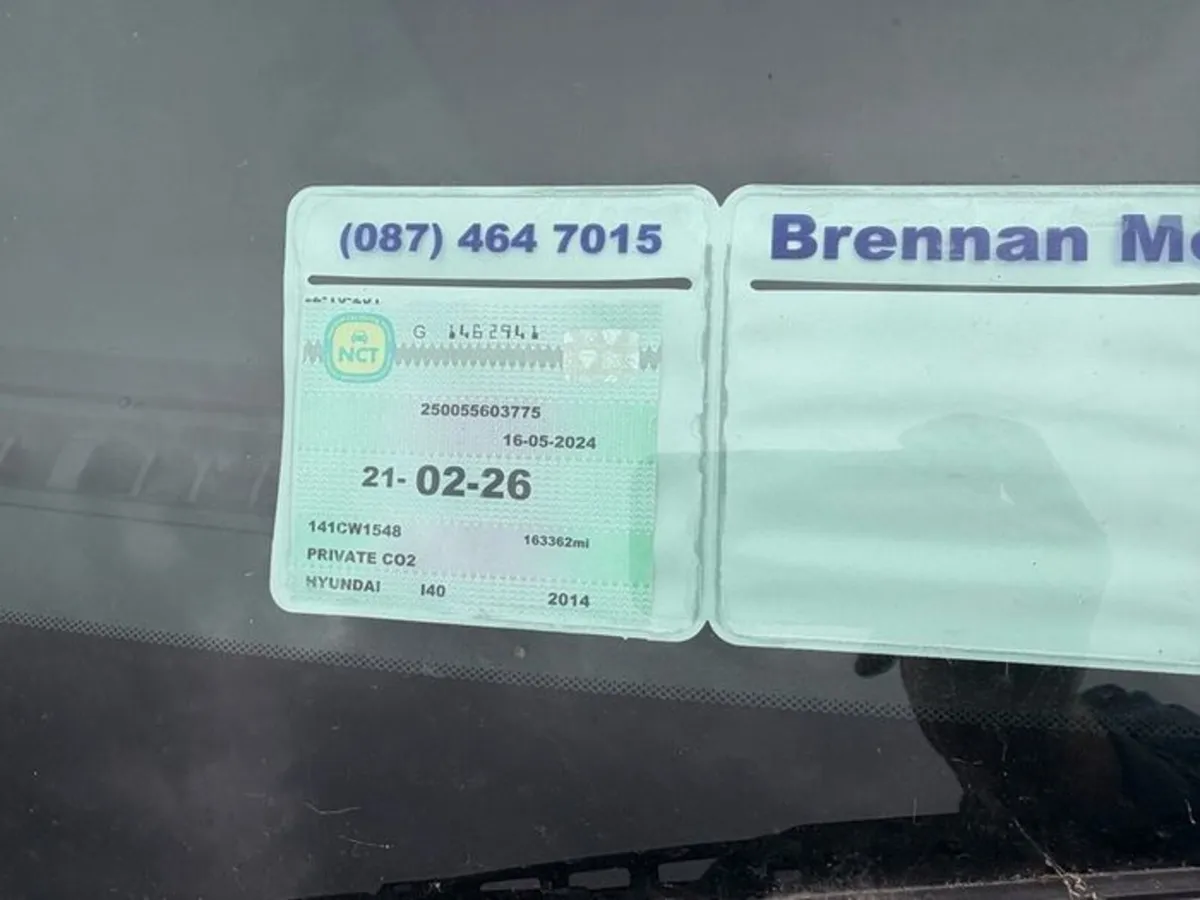 (087) 464 7015
NCT
G 1462941
250055603775
16-05-2024
21- 02-26
141CW1548
163362mi
PRIVATE CO2
HYUNDAI I40 2014
Brennan